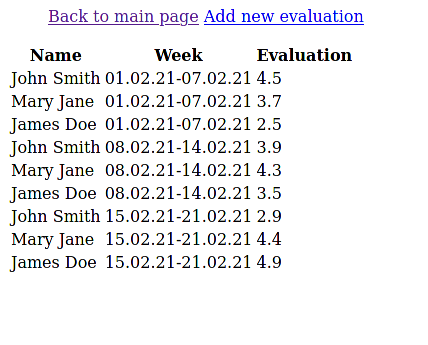 Back to main page Add new evaluation
Name Week Evaluation
John Smith 01.02.21-07.02.21 4.5
Mary Jane 01.02.21-07.02.21 3.7
James Doe 01.02.21-07.02.21 2.5
John Smith 08.02.21-14.02.21 3.9
Mary Jane 08.02.21-14.02.21 4.3
James Doe 08.02.21-14.02.21 3.5
John Smith 15.02.21-21.02.21 2.9
Mary Jane 15.02.21-21.02.21 4.4
James Doe 15.02.21-21.02.21 4.9